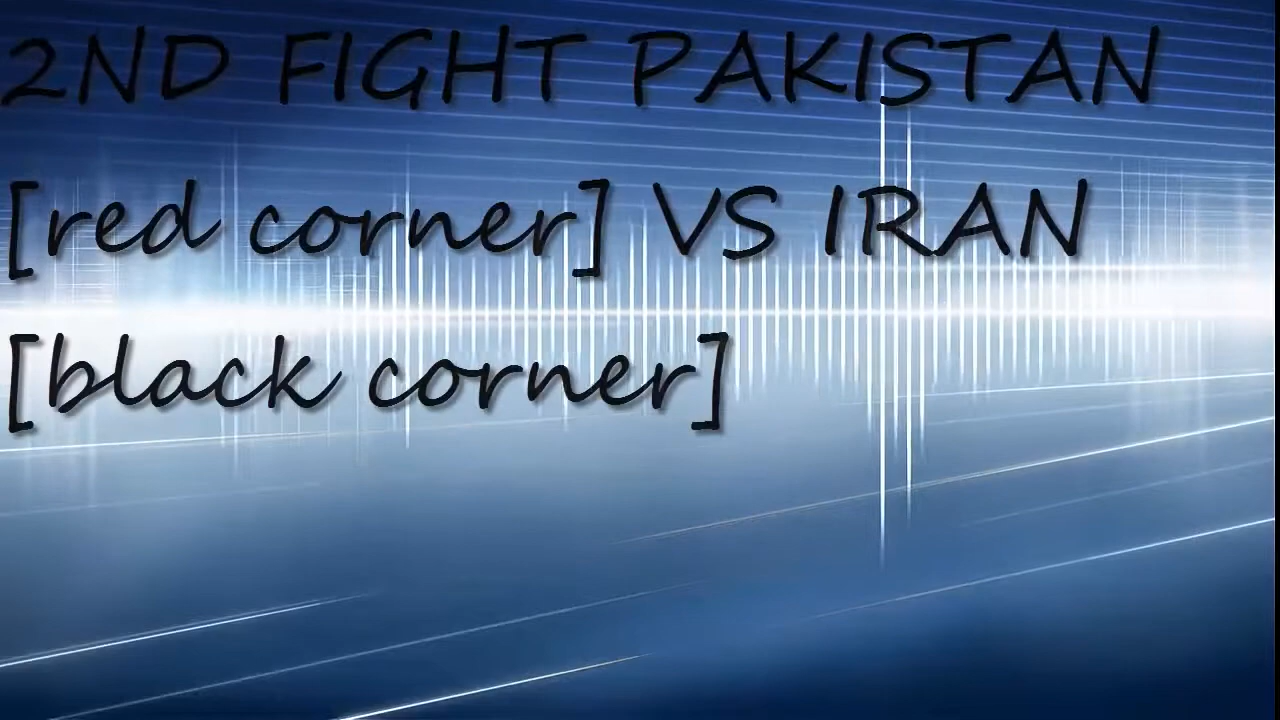 2ND FIGHT PAKISTAN
[red corner] VS IRAN
[black corner]